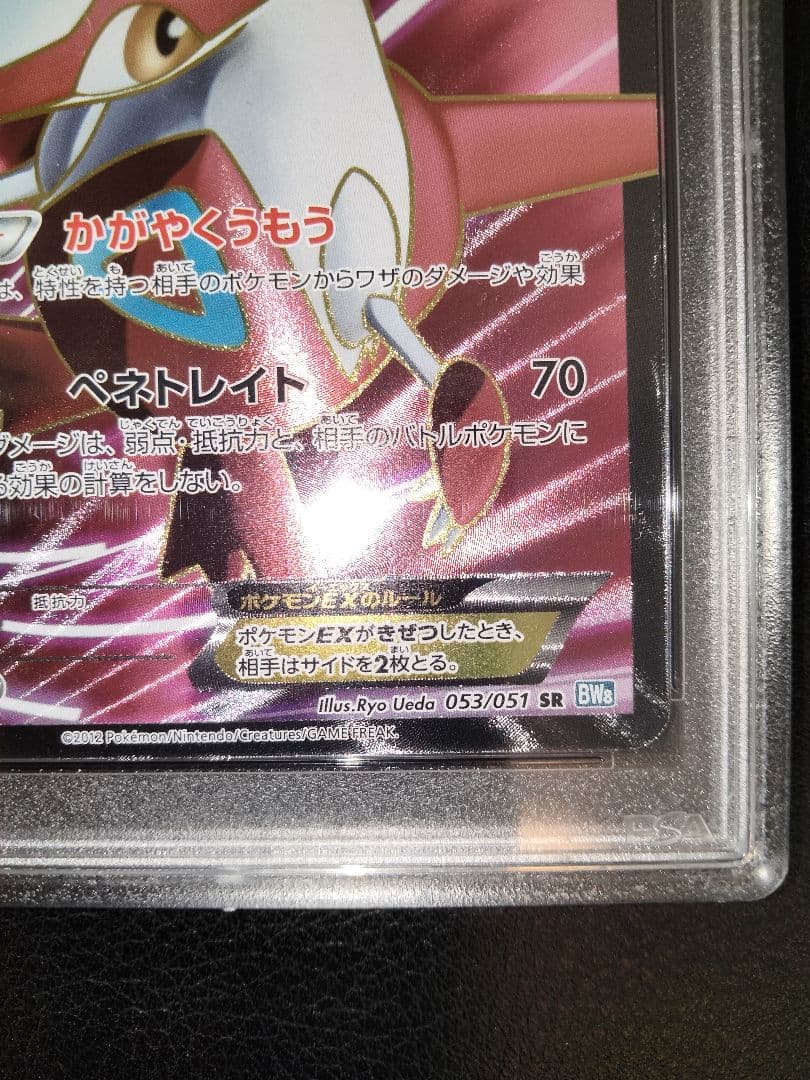 かがやくうもう
は、特性を持つ相手のポケモンからワザのダメージや効果
ペネトレイト 70
ダメージは、弱点・抵抗力と、相手のバトルポケモンに
る効果の計算をしない。
抵抗力
ポケモンEXのルール
ポケモンEXがきぜつしたとき、
相手はサイドを2枚とる。
illus.Ryo Ueda 053/051 SR BW8
©2012 Pokémon/Nintendo/Creatures/GAME FREAK.
PSA